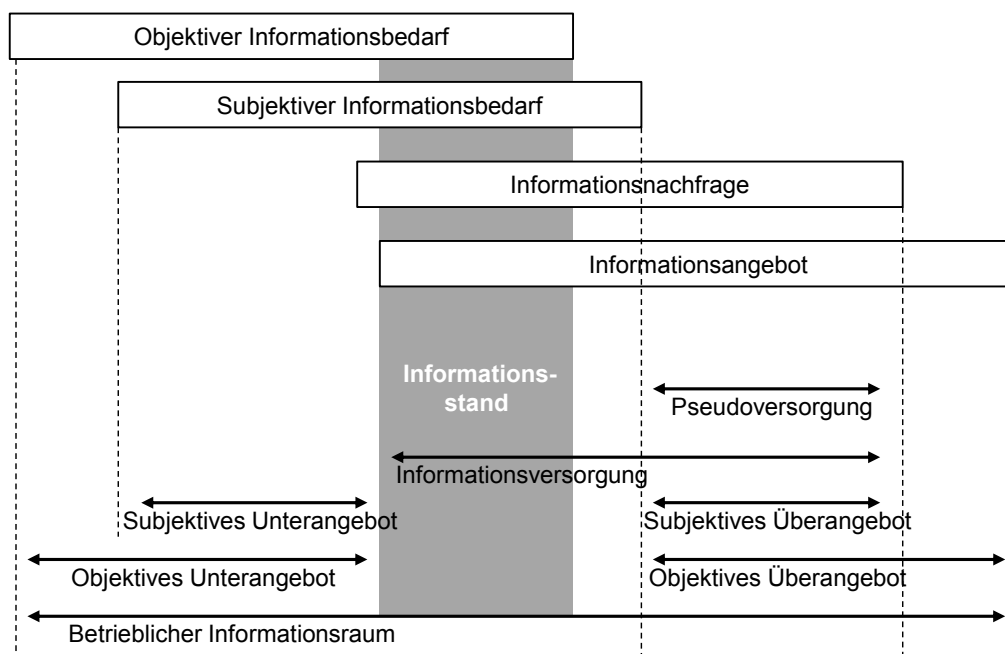 Objektiver Informationsbedarf
Subjektiver Informationsbedarf
Informationsnachfrage
Informationsangebot
Informations-
stand
Pseudoversorgung
Informationsversorgung
Subjektives Unterangebot
Subjektives Überangebot
Objektives Unterangebot
Objektives Überangebot
Betrieblicher Informationsraum